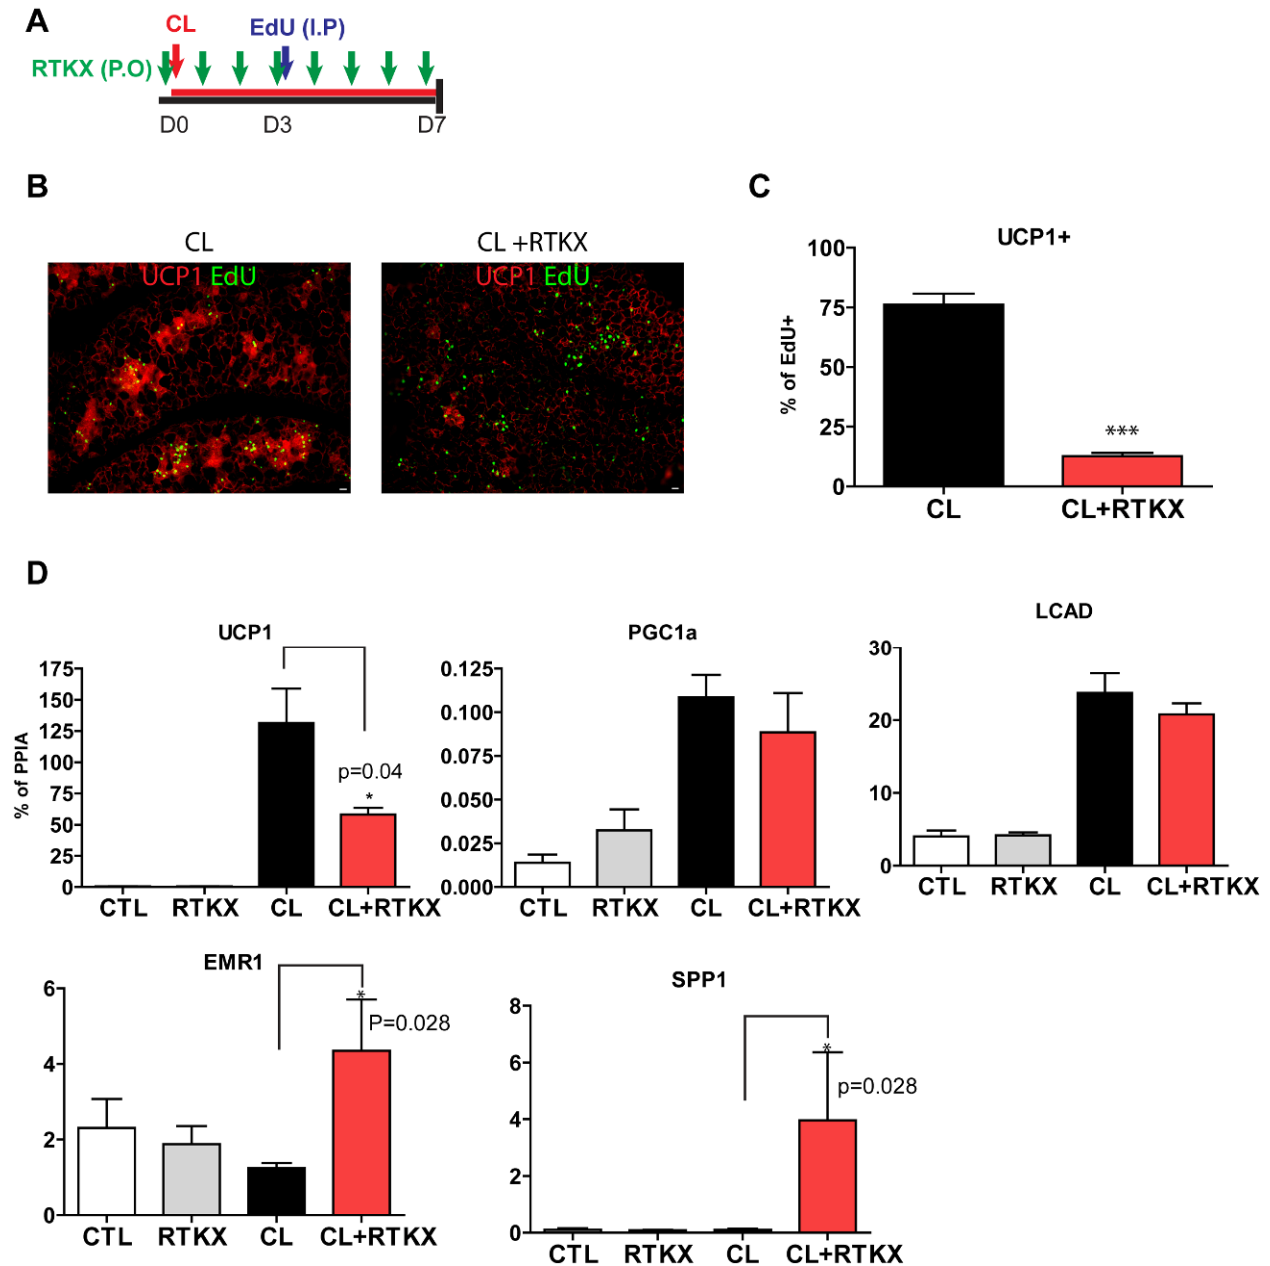 A
CL
EdU (I.P)
RTKX (P.O)
D0 D3 D7
B
CL
UCP1 EdU
CL +RTKX
UCP1 EdU
C
UCP1+
% of EdU+
100
75
50
25
0
***
CL CL+RTKX
D
UCP1
% of PPIA
175
150
125
100
75
50
25
0
p=0.04
*
CTL RTKX CL CL+RTKX
PGC1a
0.125
0.100
0.075
0.050
0.025
0.000
CTL RTKX CL CL+RTKX
LCAD
30
20
10
0
CTL RTKX CL CL+RTKX
EMR1
6
4
2
0
*
P=0.028
CTL RTKX CL CL+RTKX
SPP1
8
6
4
2
0
*
p=0.028
CTL RTKX CL CL+RTKX